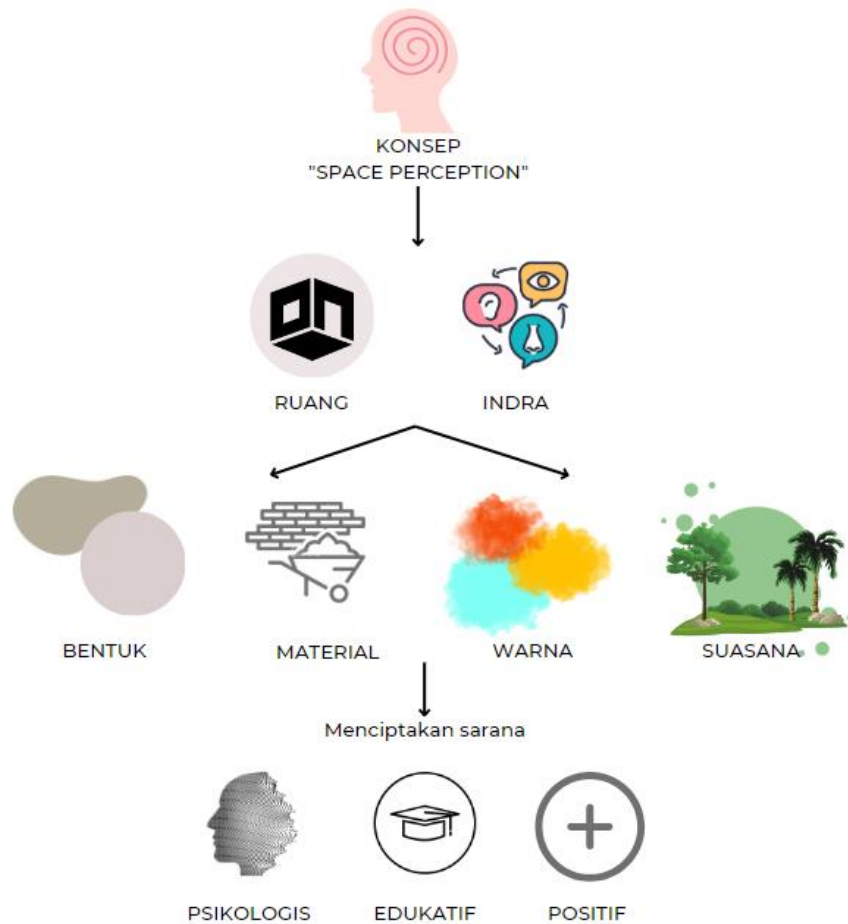 KONSEP
"SPACE PERCEPTION"
RUANG
INDRA
BENTUK
MATERIAL
WARNA
SUASANA
Menciptakan sarana
PSIKOLOGIS
EDUKATIF
POSITIF